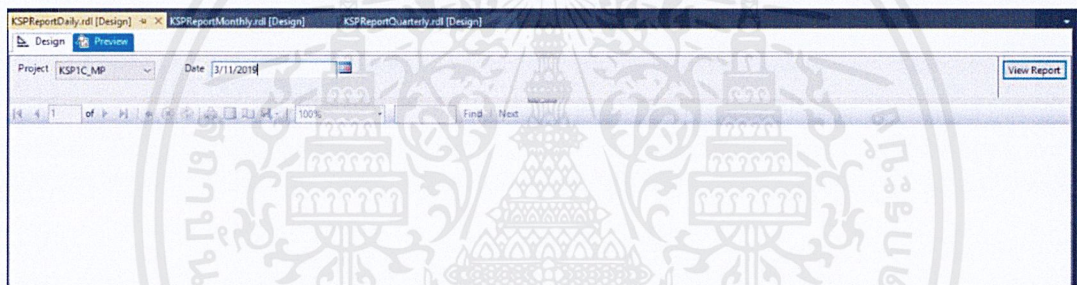 KSPReportDaily.rdl [Design] KSPReportMonthly.rdl [Design] KSPReportQuarterly.rdl [Design]
Design Preview
Project KSP1C_MP Date 3/11/2019 View Report
1 of 100% Find Next